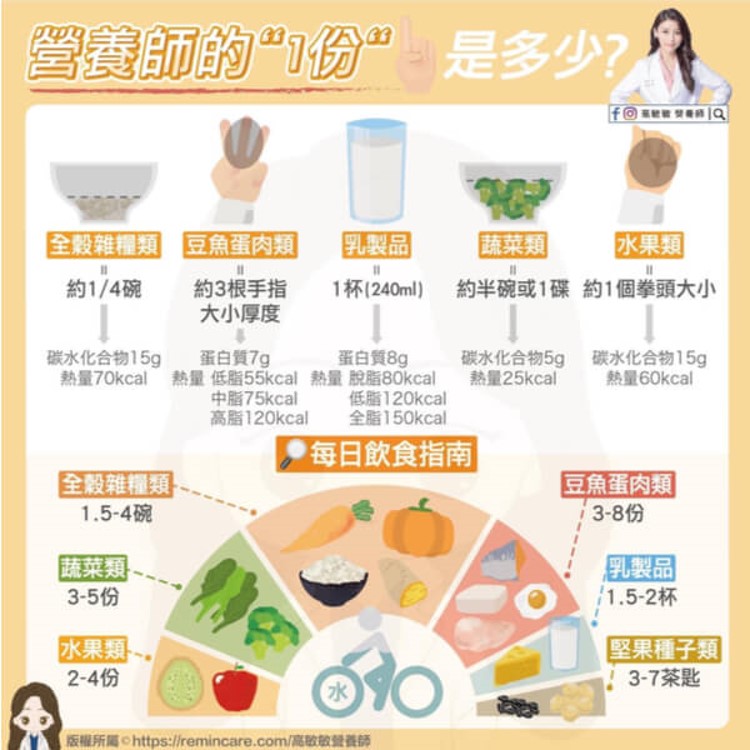 營養師的“1份“是多少?
高敏敏 營養師
全穀雜糧類
豆魚蛋肉類
乳製品
蔬菜類
水果類
=
=
=
=
=
約1/4碗
約3根手指
大小厚度
1杯(240ml)
約半碗或1碟
約1個拳頭大小
碳水化合物15g
熱量70kcal
蛋白質7g
熱量 低脂55kcal
中脂75kcal
高脂120kcal
蛋白質8g
熱量 脫脂80kcal
低脂120kcal
全脂150kcal
碳水化合物5g
熱量25kcal
碳水化合物15g
熱量60kcal
每日飲食指南
全穀雜糧類
1.5-4碗
蔬菜類
3-5份
水果類
2-4份
豆魚蛋肉類
3-8份
乳製品
1.5-2杯
堅果種子類
3-7茶匙
水
版權所屬©https://remincare.com/高敏敏營養師